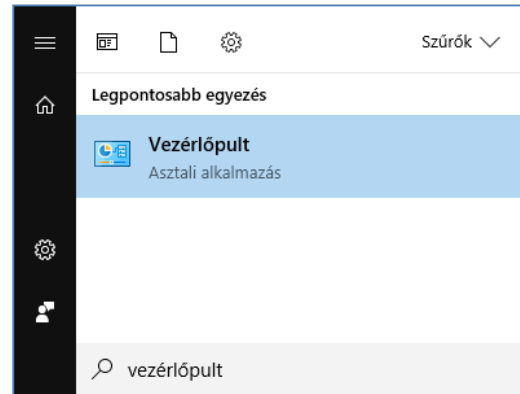 Szűrők
Legpontosabb egyezés
Vezérlőpult
Asztali alkalmazás
vezérlőpult